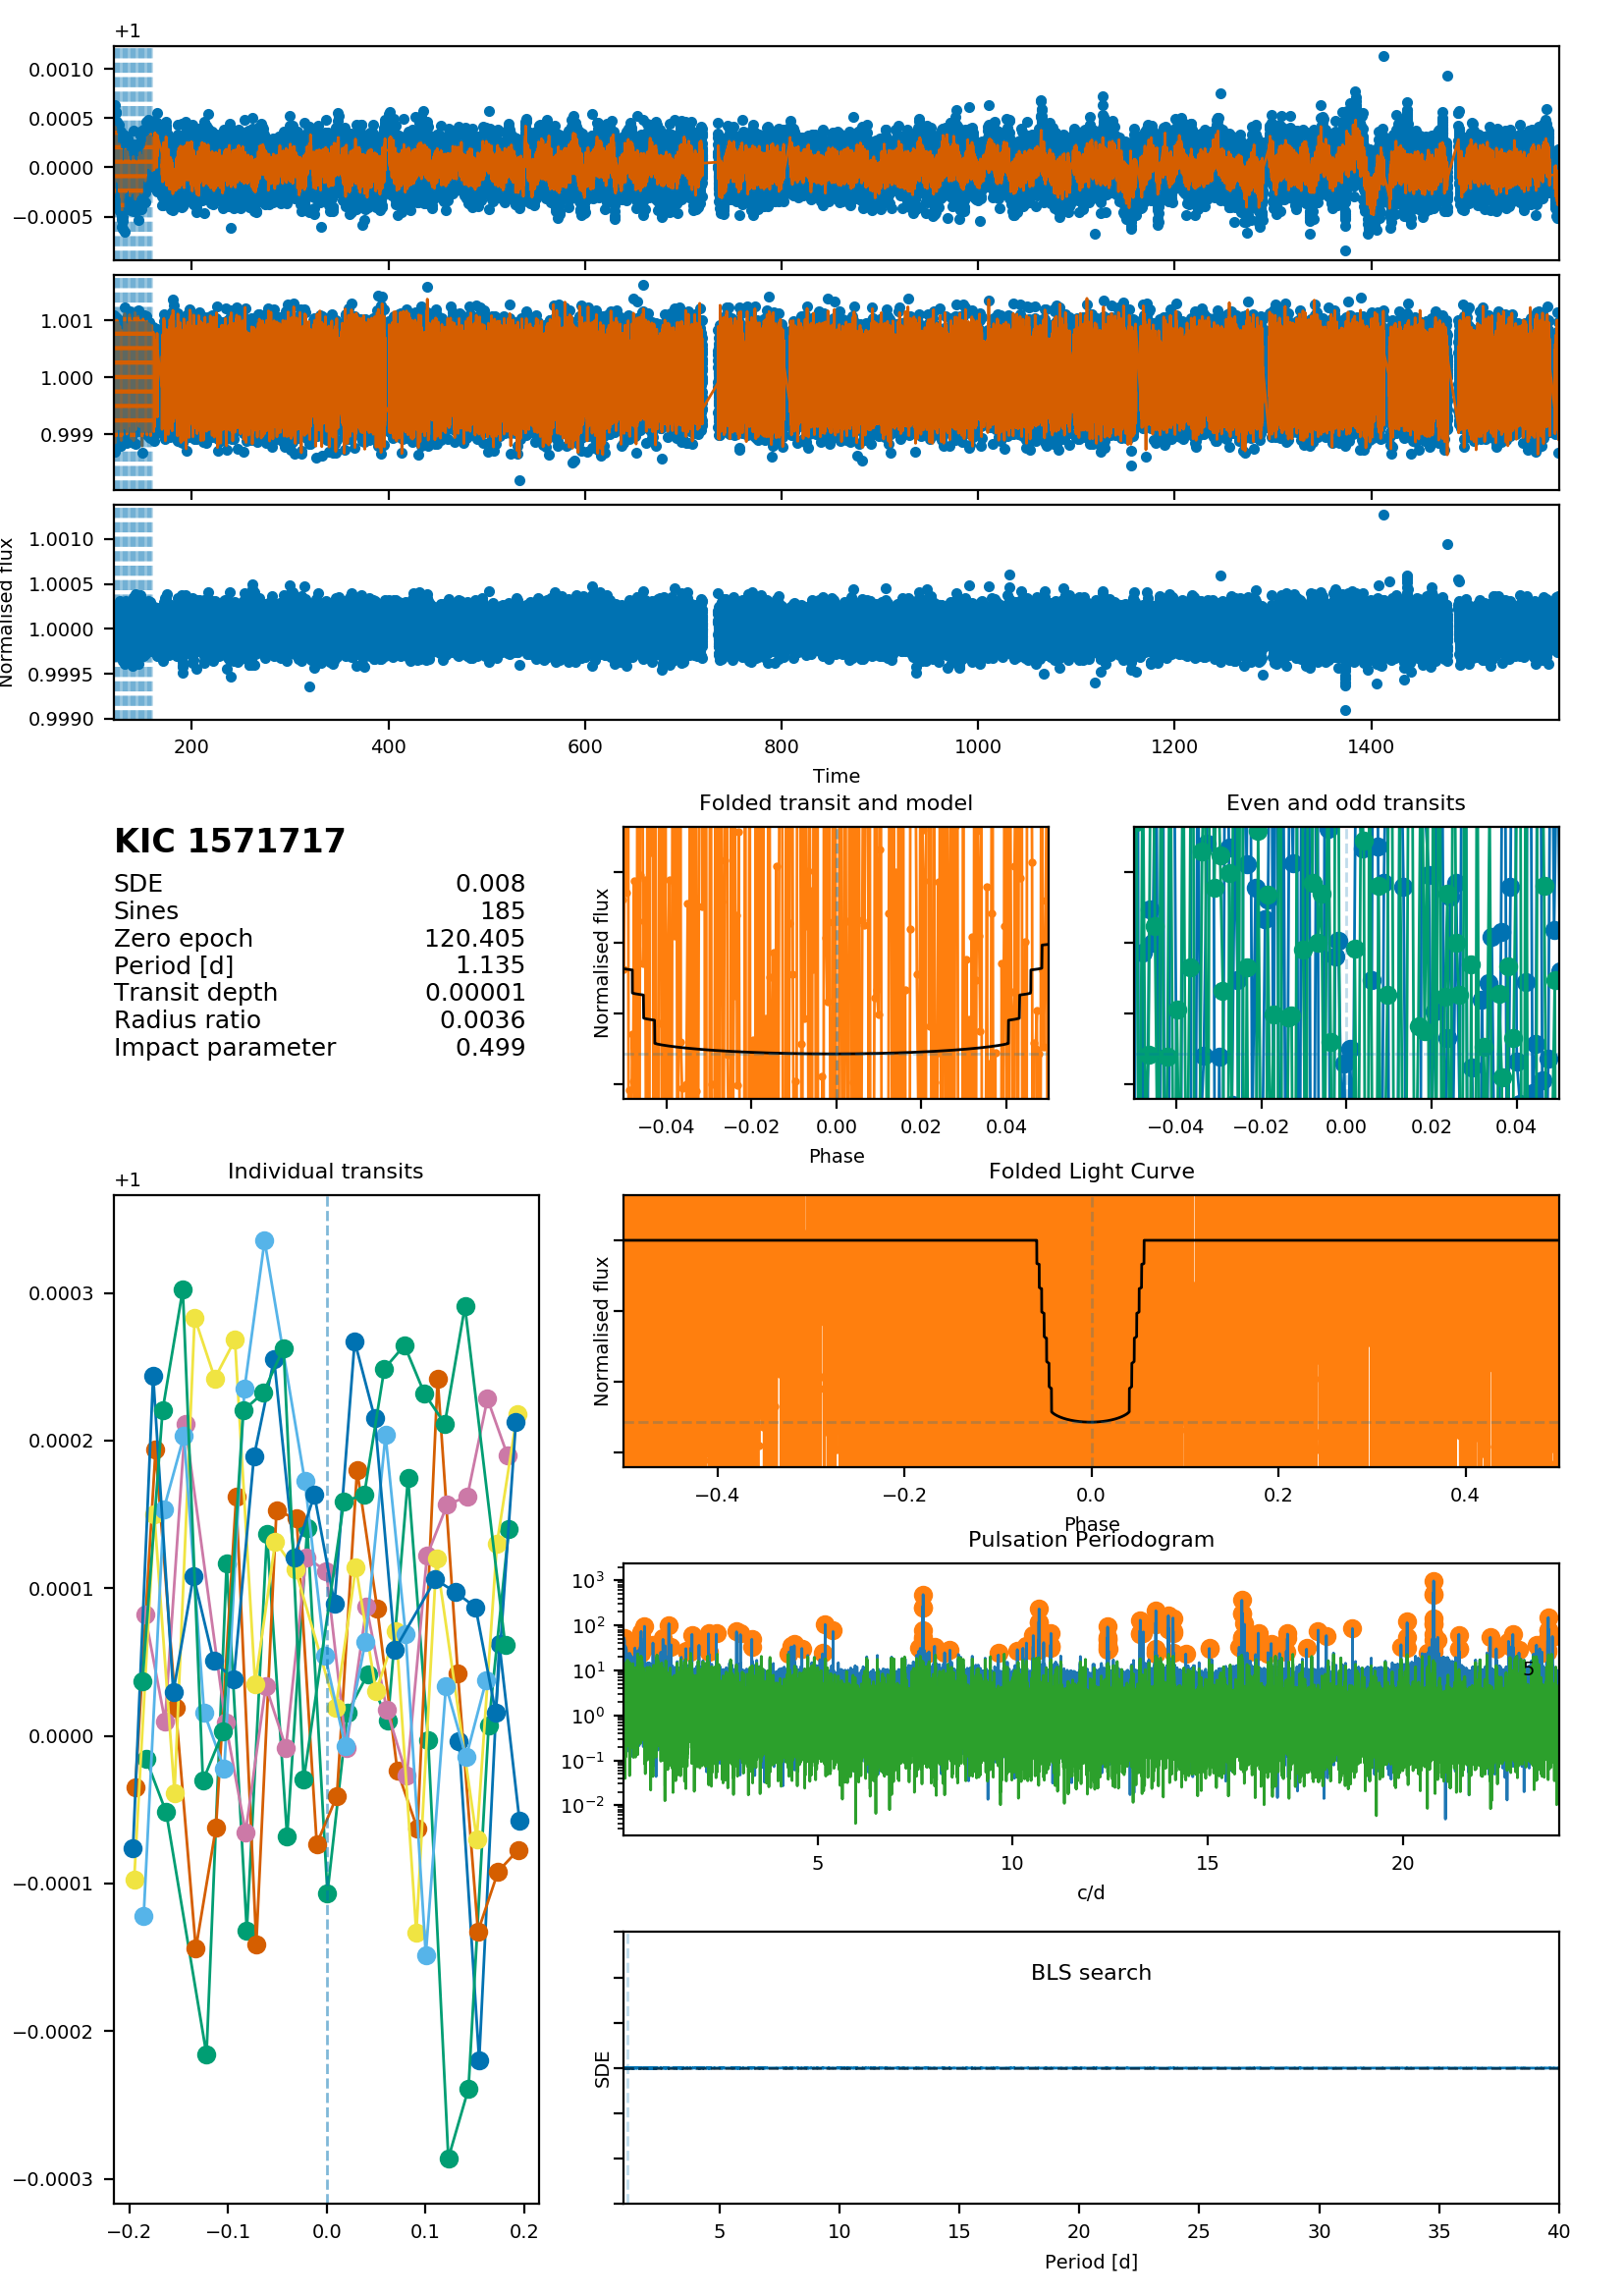 +1
0.0010
0.0005
0.0000
−0.0005
1.001
1.000
0.999
1.0010
1.0005
1.0000
0.9995
0.9990
Normalised flux
200 400 600 800 1000 1200 1400
Time
KIC 1571717
SDE 0.008
Sines 185
Zero epoch 120.405
Period [d] 1.135
Transit depth 0.00001
Radius ratio 0.0036
Impact parameter 0.499
Folded transit and model
Normalised flux
−0.04 −0.02 0.00 0.02 0.04
Phase
Even and odd transits
−0.04 −0.02 0.00 0.02 0.04
Individual transits
+1
0.0003
0.0002
0.0001
0.0000
−0.0001
−0.0002
−0.0003
−0.2 −0.1 0.0 0.1 0.2
Folded Light Curve
Normalised flux
−0.4 −0.2 0.0 0.2 0.4
Phase
Pulsation Periodogram
10³
10²
10¹
10⁰
10⁻¹
10⁻²
5
5 10 15 20
c/d
BLS search
SDE
5 10 15 20 25 30 35 40
Period [d]